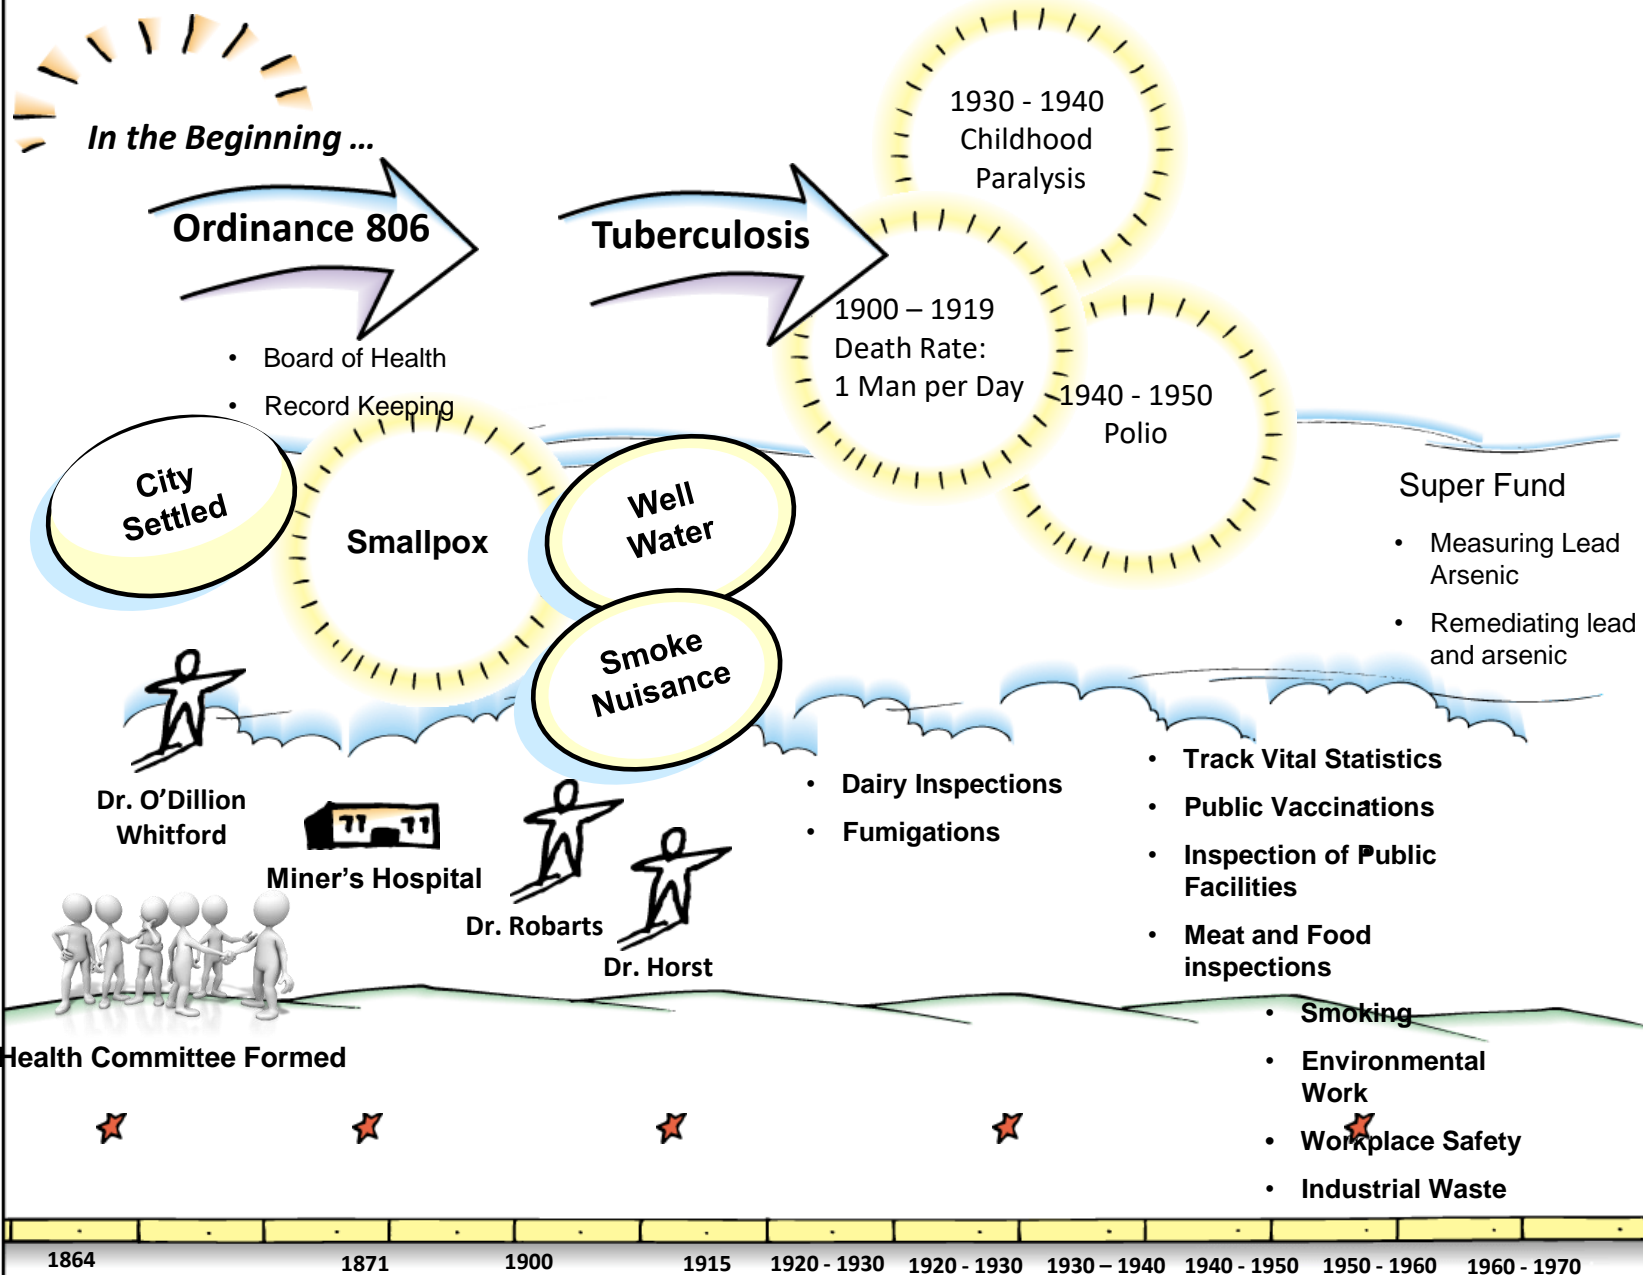 In the Beginning ...
Ordinance 806
• Board of Health
• Record Keeping
Tuberculosis
1930 - 1940
Childhood
Paralysis
1900 – 1919
Death Rate:
1 Man per Day
1940 - 1950
Polio
City
Settled
Smallpox
Well
Water
Smoke
Nuisance
Super Fund
• Measuring Lead
Arsenic
• Remediating lead
and arsenic
Dr. O'Dillion
Whitford
Miner's Hospital
Dr. Robarts
Dr. Horst
• Dairy Inspections
• Fumigations
• Track Vital Statistics
• Public Vaccinations
• Inspection of Public
Facilities
• Meat and Food
inspections
• Smoking
• Environmental
Work
• Workplace Safety
• Industrial Waste
Health Committee Formed
1864
1871
1900
1915
1920 - 1930
1920 - 1930
1930 – 1940
1940 - 1950
1950 - 1960
1960 - 1970